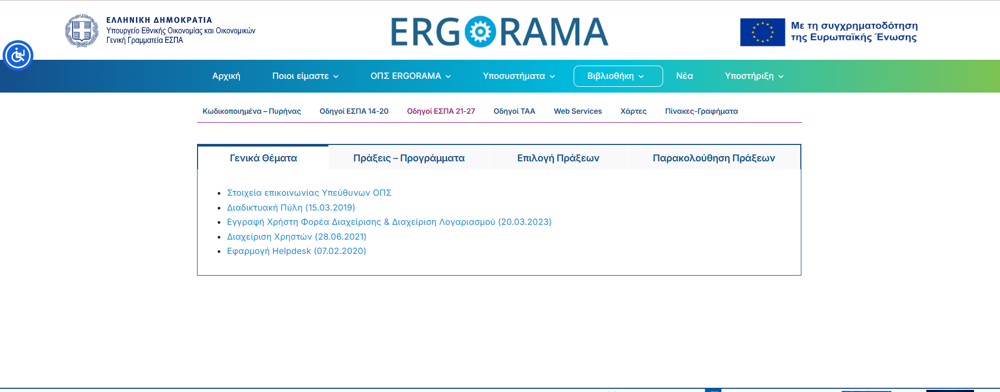 ΕΛΛΗΝΙΚΗ ΔΗΜΟΚΡΑΤΙΑ
Υπουργείο Εθνικής Οικονομίας και Οικονομικών
Γενική Γραμματεία ΕΣΠΑ
ERGORAMA
Με τη συγχρηματοδότηση
της Ευρωπαϊκής Ένωσης
Αρχική Ποιοι είμαστε ΟΠΣ ERGORAMA Υποσυστήματα Βιβλιοθήκη Νέα Υποστήριξη
Κωδικοποιημένα – Πυρήνας Οδηγοί ΕΣΠΑ 14-20 Οδηγοί ΕΣΠΑ 21-27 Οδηγοί ΤΑΑ Web Services Χάρτες Πίνακες-Γραφήματα
Γενικά Θέματα Πράξεις – Προγράμματα Επιλογή Πράξεων Παρακολούθηση Πράξεων
Στοιχεία επικοινωνίας Υπεύθυνων ΟΠΣ
Διαδικτυακή Πύλη (15.03.2019)
Εγγραφή Χρήστη Φορέα Διαχείρισης & Διαχείριση Λογαριασμού (20.03.2023)
Διαχείριση Χρηστών (28.06.2021)
Εφαρμογή Helpdesk (07.02.2020)